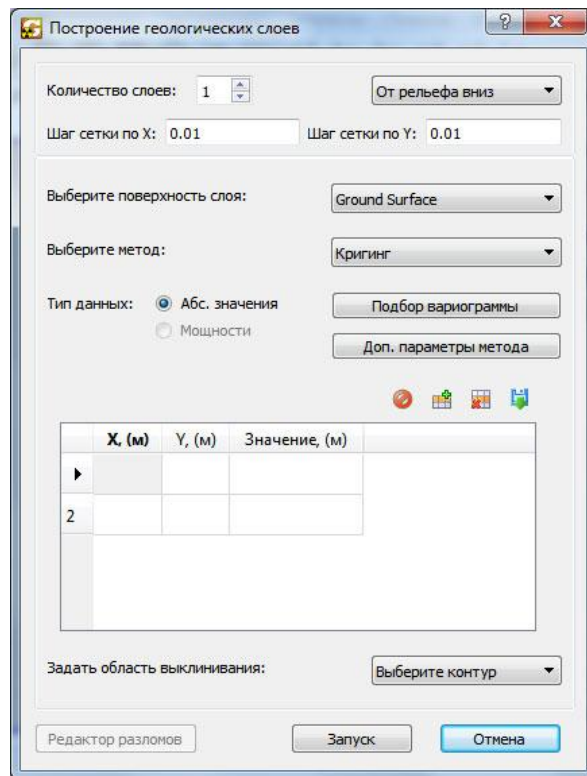 Построение геологических слоев
Количество слоев: 1 От рельефа вниз
Шаг сетки по X: 0.01 Шаг сетки по Y: 0.01
Выберите поверхность слоя: Ground Surface
Выберите метод: Кригинг
Тип данных: Абс. значения Подбор вариограммы
Мощности
Доп. параметры метода
X, (м) Y, (м) Значение, (м)
2
Задать область выклинивания: Выберите контур
Редактор разломов Запуск Отмена